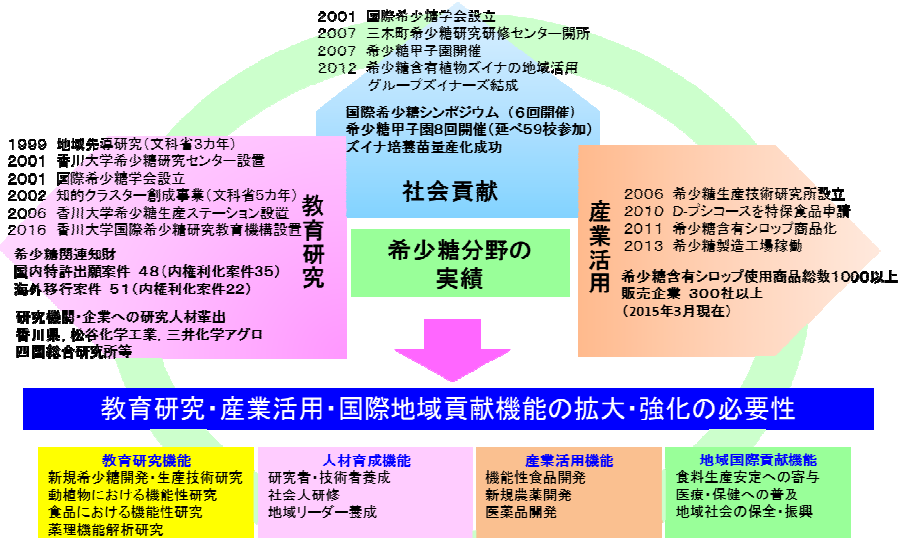 2001 国際希少糖学会設立
2007 三木町希少糖研究研修センター開所
2007 希少糖甲子園開催
2012 希少糖含有植物ズイナの地域活用
グループズイナーズ結成
国際希少糖シンポジウム（6回開催）
希少糖甲子園8回開催（延べ59校参加）
ズイナ培養苗量産化成功
社会貢献
1999 地域先導研究（文科省3カ年）
2001 香川大学希少糖研究センター設置
2001 国際希少糖学会設立
2002 知的クラスター創成事業（文科省5カ年）
2006 香川大学希少糖生産ステーション設置
2016 香川大学国際希少糖研究教育機構設置
希少糖関連知財
国内特許出願案件 48（内権利化案件35）
海外移行案件 51（内権利化案件22）
研究機関・企業への研究人材輩出
香川県，松谷化学工業，三井化学アグロ
四国総合研究所等
教育研究
希少糖分野の
実績
産業活用
2006 希少糖生産技術研究所設立
2010 D-プシコースを特保食品申請
2011 希少糖含有シロップ商品化
2013 希少糖製造工場稼働
希少糖含有シロップ使用商品総数1000以上
販売企業 300社以上
（2015年3月現在）
教育研究・産業活用・国際地域貢献機能の拡大・強化の必要性
教育研究機能
新規希少糖開発・生産技術研究
動植物における機能性研究
食品における機能性研究
薬理機能解析研究
人材育成機能
研究者・技術者養成
社会人研修
地域リーダー養成
産業活用機能
機能性食品開発
新規農薬開発
医薬品開発
地域国際貢献機能
食料生産安定への寄与
医療・保健への普及
地域社会の保全・振興